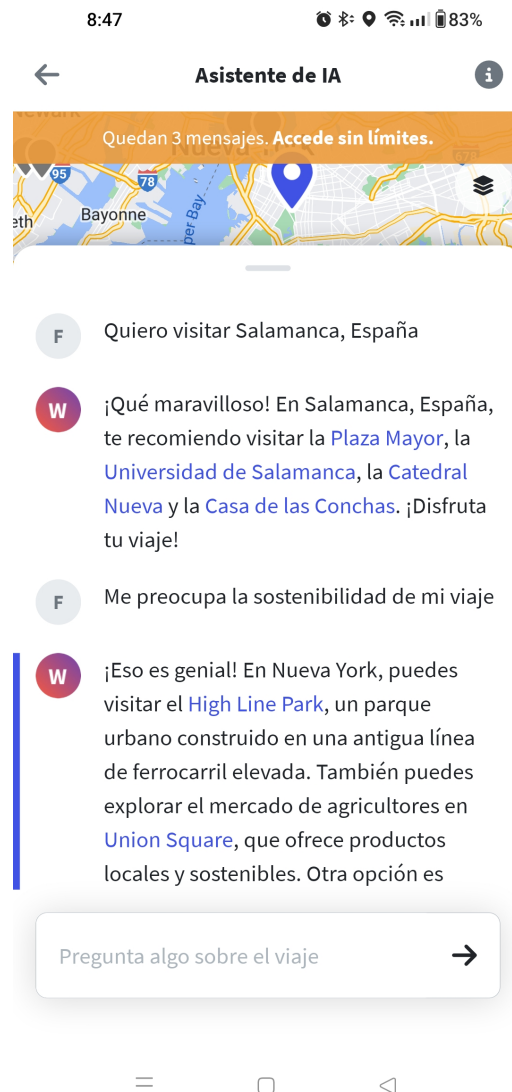 8:47
83%
Asistente de IA
Newark
Quedan 3 mensajes. Accede sin límites.
Nueva
95
78
eth
Bayonne
per Bay
F
Quiero visitar Salamanca, España
W
¡Qué maravilloso! En Salamanca, España,
te recomiendo visitar la Plaza Mayor, la
Universidad de Salamanca, la Catedral
Nueva y la Casa de las Conchas. ¡Disfruta
tu viaje!
F
Me preocupa la sostenibilidad de mi viaje
W
¡Eso es genial! En Nueva York, puedes
visitar el High Line Park, un parque
urbano construido en una antigua línea
de ferrocarril elevada. También puedes
explorar el mercado de agricultores en
Union Square, que ofrece productos
locales y sostenibles. Otra opción es
Pregunta algo sobre el viaje